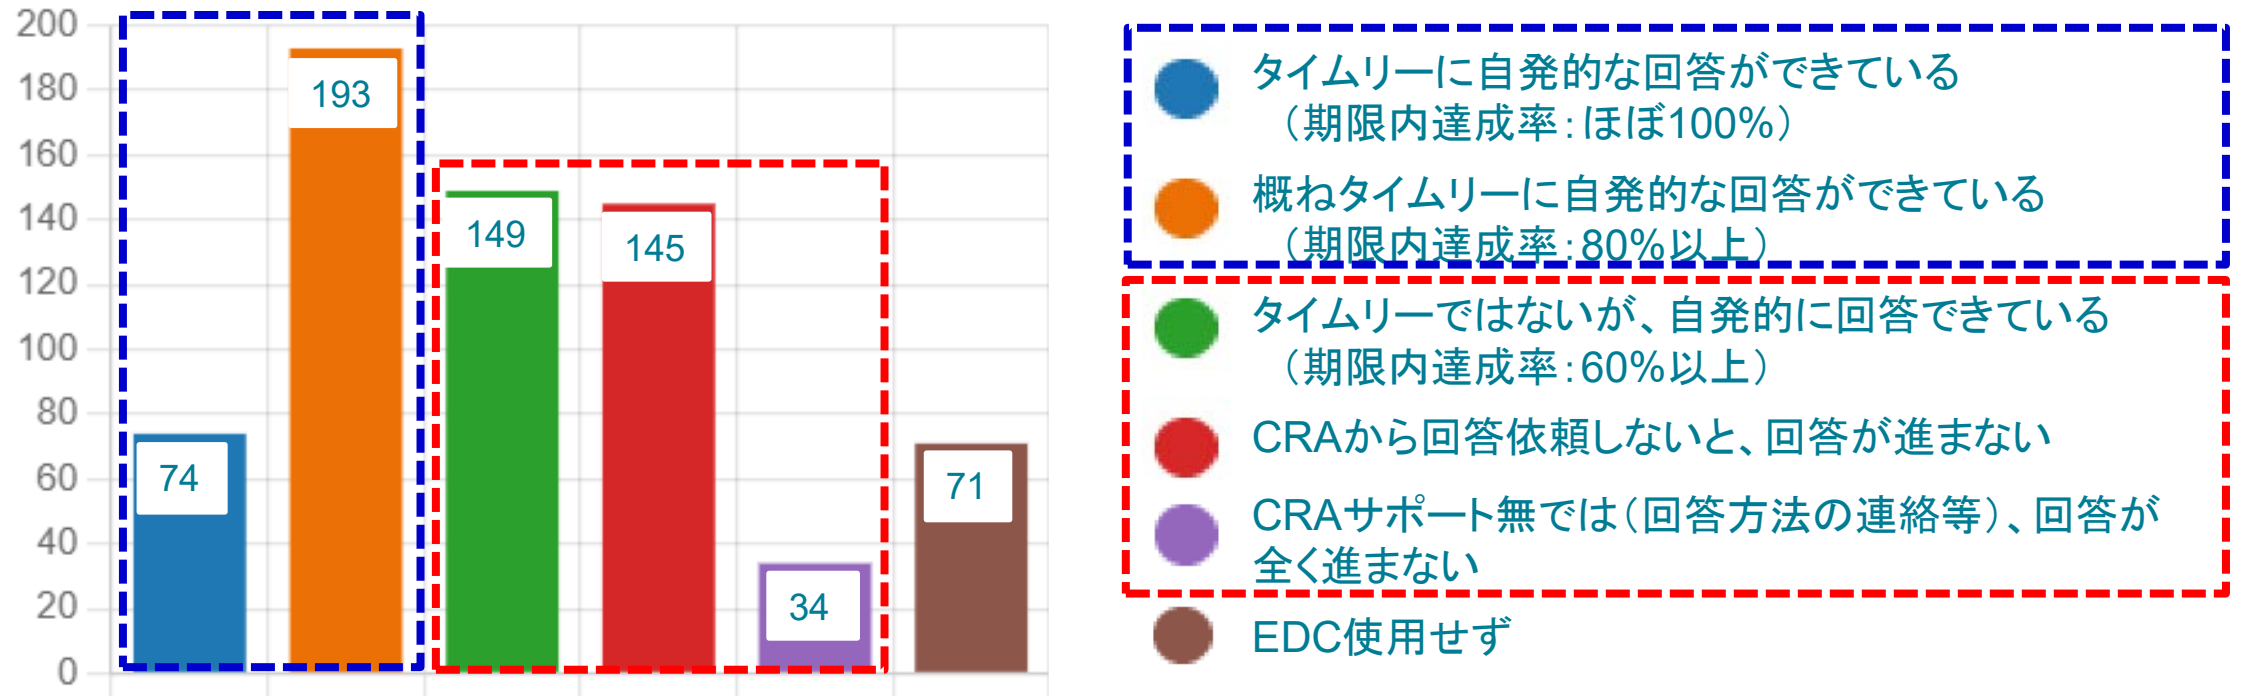 200
180
160
140
120
100
80
60
40
20
0
74
193
149
145
34
71
タイムリーに自発的な回答ができている
（期限内達成率：ほぼ100%）
概ねタイムリーに自発的な回答ができている
（期限内達成率：80%以上）
タイムリーではないが、自発的に回答できている
（期限内達成率：60%以上）
CRAから回答依頼しないと、回答が進まない
CRAサポート無では（回答方法の連絡等）、回答が
全く進まない
EDC使用せず